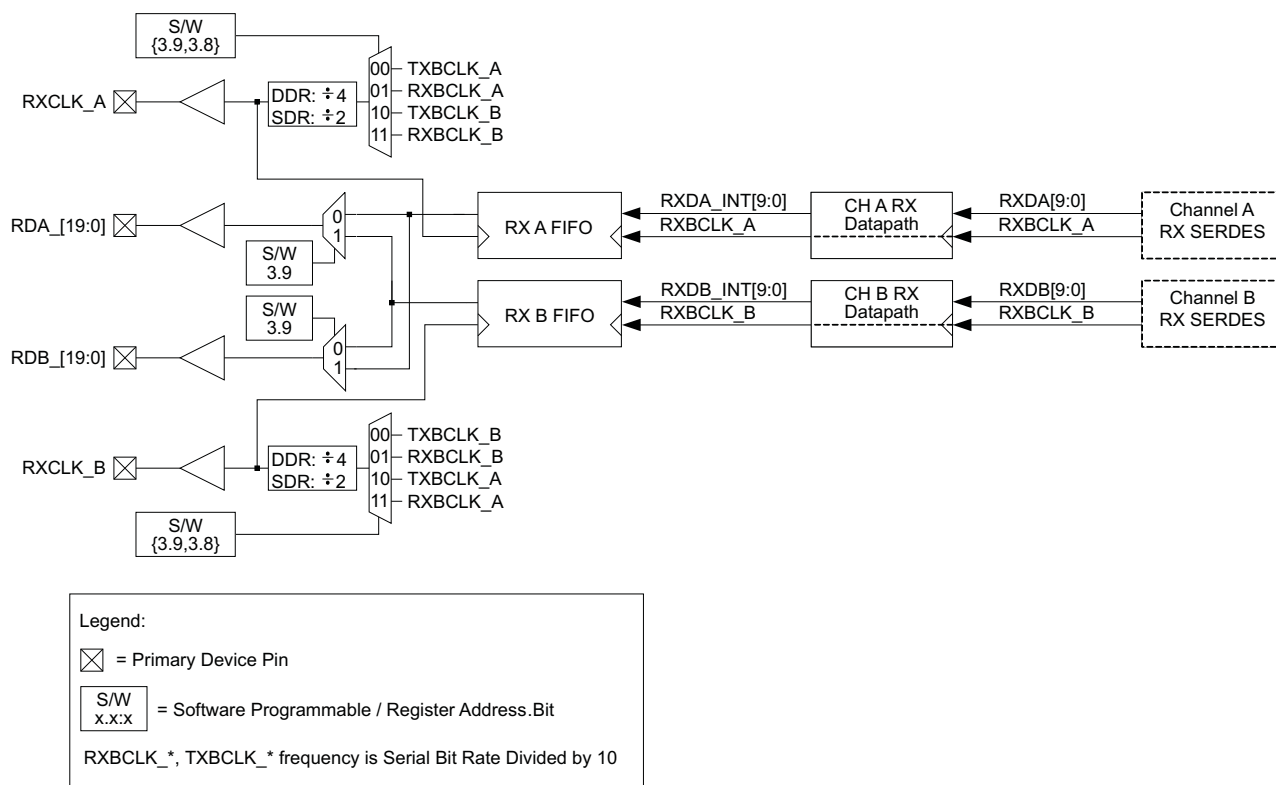 S/W
{3.9,3.8}
00 TXBCLK_A
01 RXBCLK_A
10 TXBCLK_B
11 RXBCLK_B
RXCLK_A
DDR: ÷4
SDR: ÷2
RDA_[19:0]
0
1
S/W
3.9
RX A FIFO
RXDA_INT[9:0]
RXBCLK_A
CH A RX
Datapath
RXDA[9:0]
RXBCLK_A
Channel A
RX SERDES
S/W
3.9
RX B FIFO
RXDB_INT[9:0]
RXBCLK_B
CH B RX
Datapath
RXDB[9:0]
RXBCLK_B
Channel B
RX SERDES
RDB_[19:0]
0
1
00 TXBCLK_B
01 RXBCLK_B
10 TXBCLK_A
11 RXBCLK_A
RXCLK_B
DDR: ÷4
SDR: ÷2
S/W
{3.9,3.8}
Legend:
= Primary Device Pin
S/W
x.x:x
= Software Programmable / Register Address.Bit
RXBCLK_*, TXBCLK_* frequency is Serial Bit Rate Divided by 10